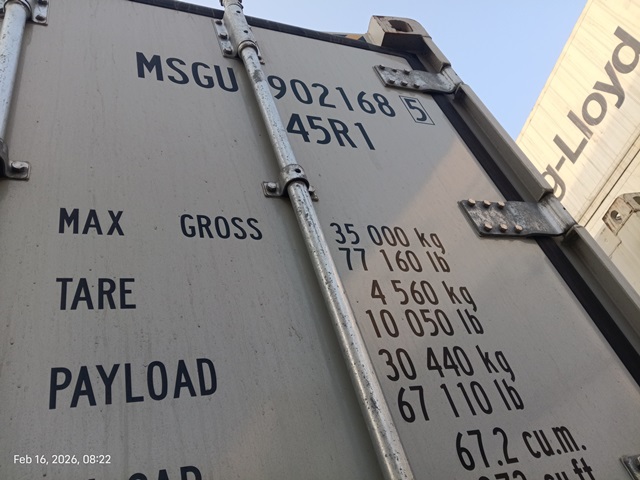 MSGU 902168 5
45R1
g-Lloyd
MAX GROSS 35 000 kg
77 160 lb
TARE 4 560 kg
10 050 lb
PAYLOAD 30 440 kg
67 110 lb
67.2 cu.m.
Feb 16, 2026, 08:22